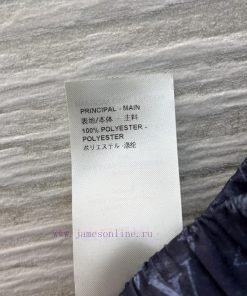 PRINCIPAL - MAIN
表地/本体 · 主料
100% POLYESTER -
POLYESTER
ポリエステル ·涤纶
www.jamesonline.ru